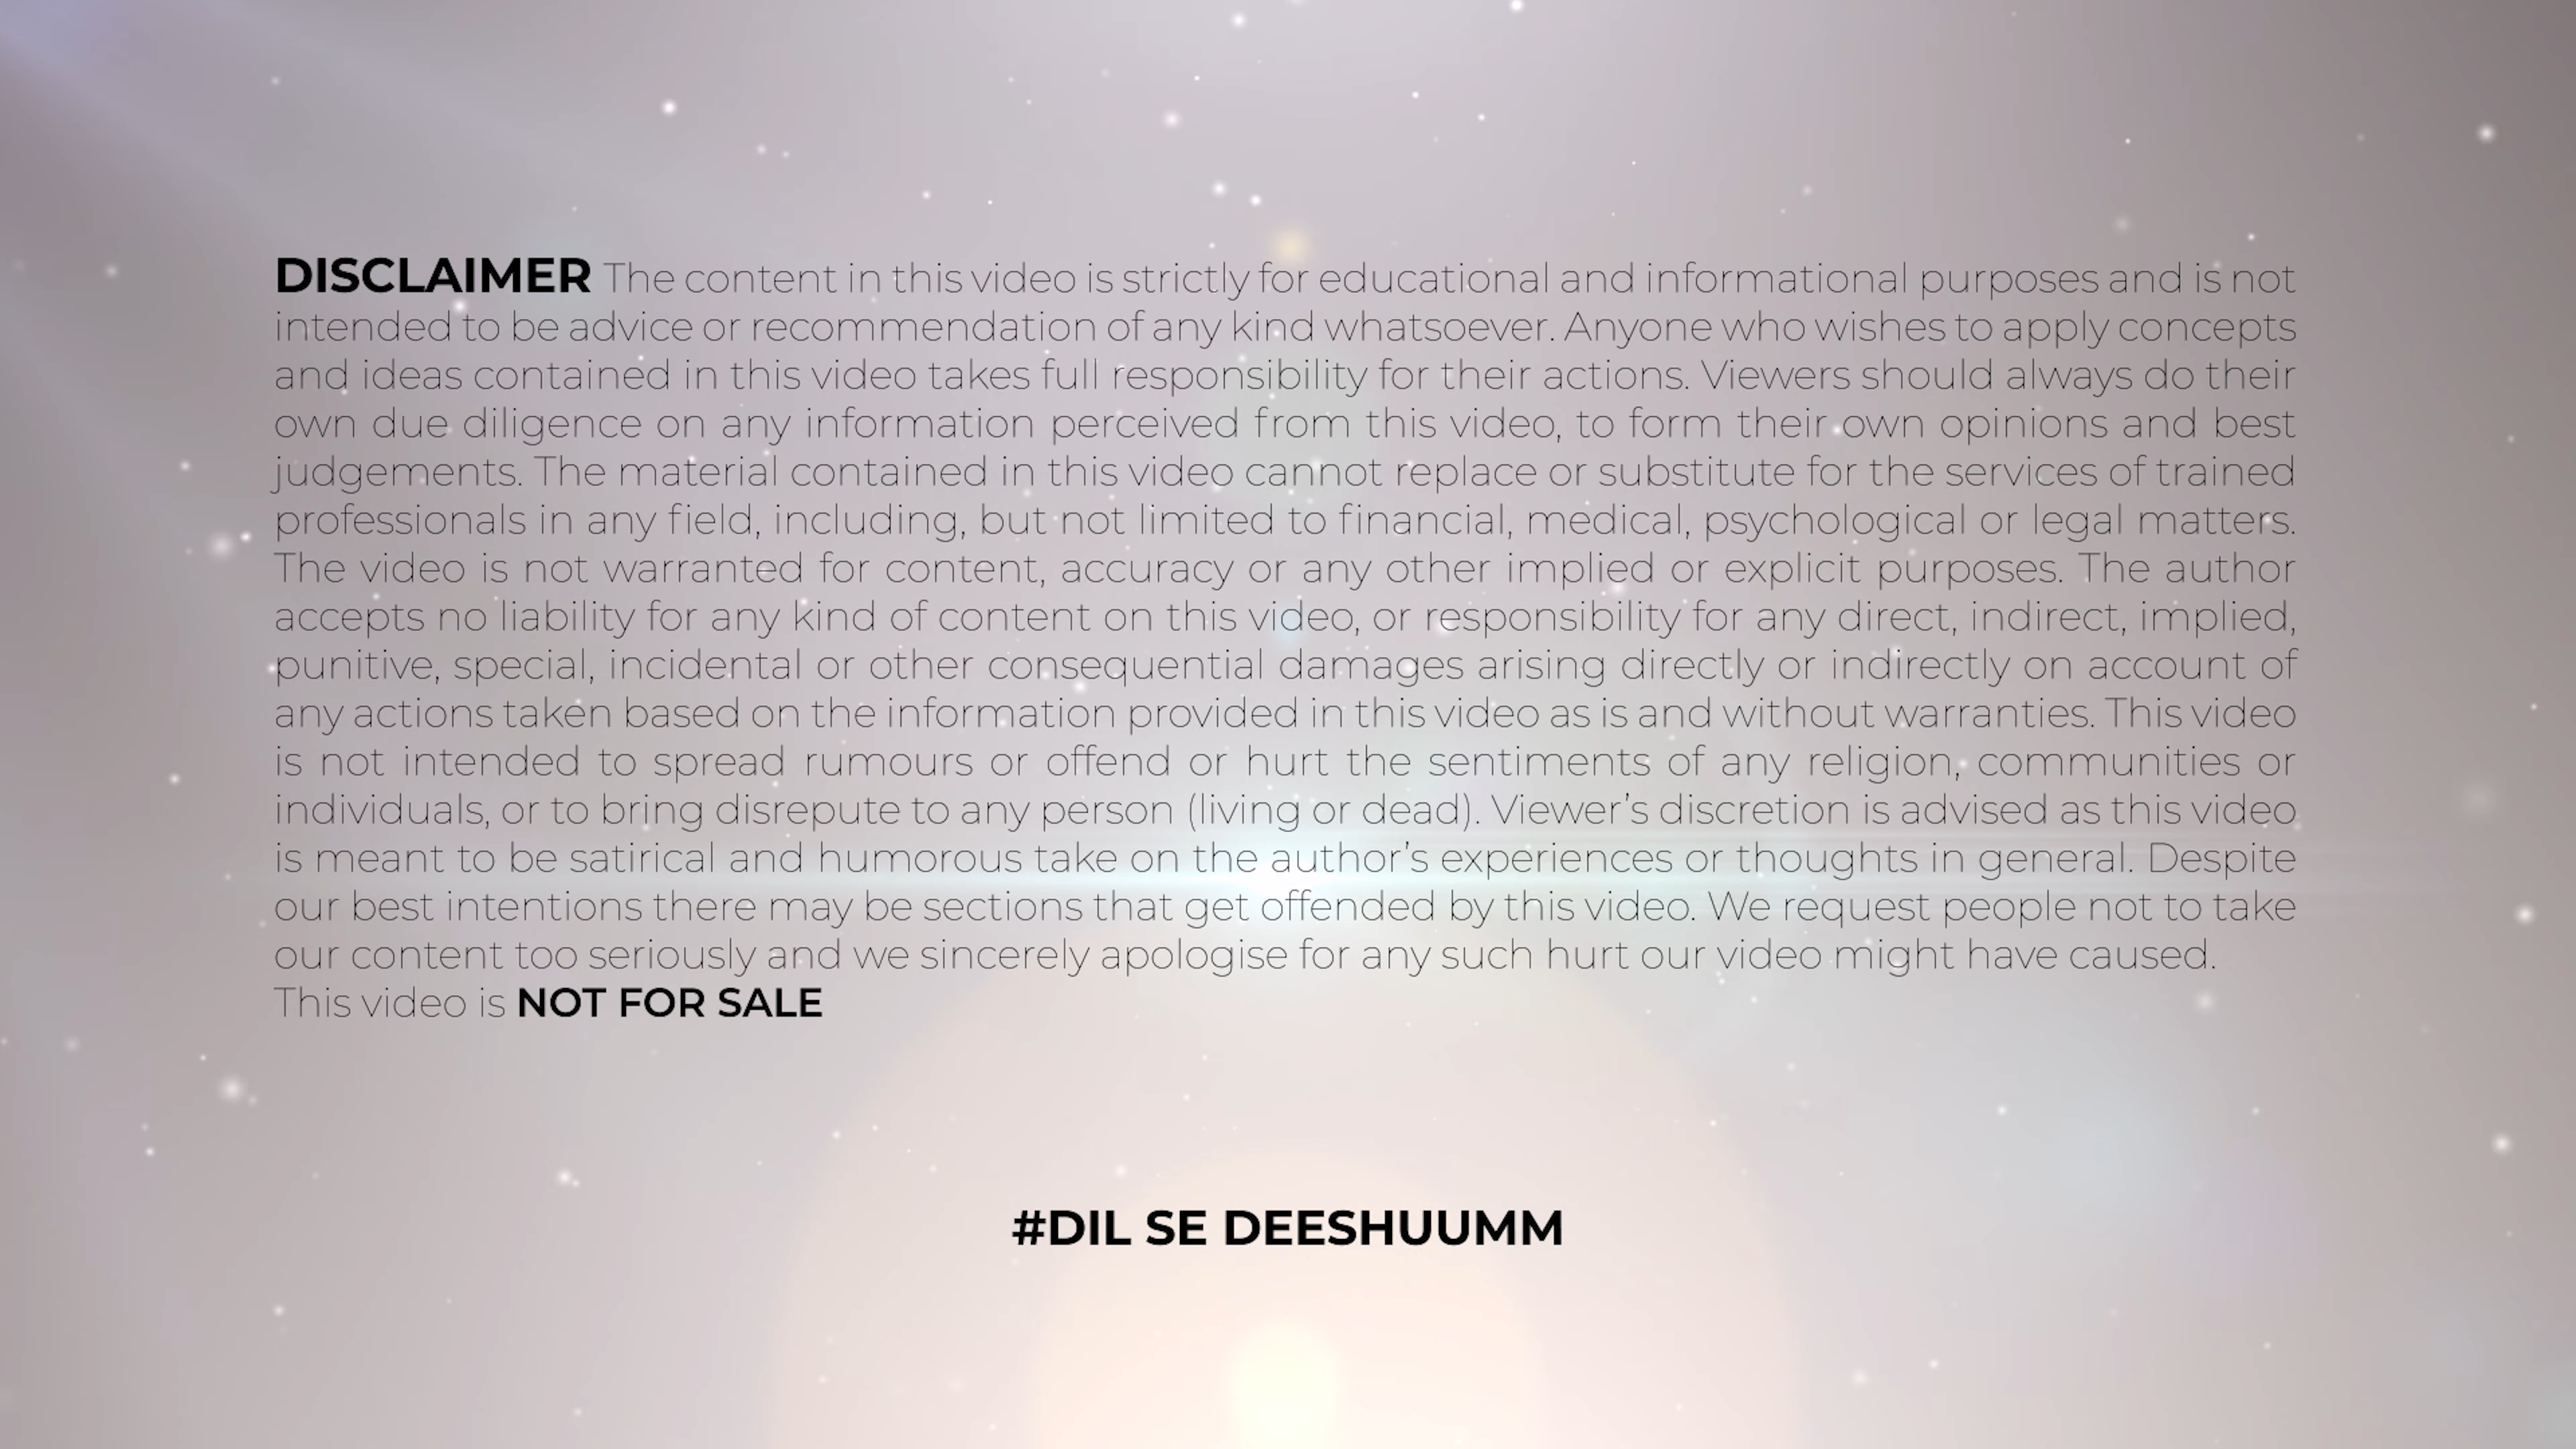 DISCLAIMER The content in this video is strictly for educational and informational purposes and is not
intended to be advice or recommendation of any kind whatsoever. Anyone who wishes to apply concepts
and ideas contained in this video takes full responsibility for their actions. Viewers should always do their
own due diligence on any information perceived from this video, to form their own opinions and best
judgements. The material contained in this video cannot replace or substitute for the services of trained
professionals in any field, including, but not limited to financial, medical, psychological or legal matters.
The video is not warranted for content, accuracy or any other implied or explicit purposes. The author
accepts no liability for any kind of content on this video, or responsibility for any direct, indirect, implied,
punitive, special, incidental or other consequential damages arising directly or indirectly on account of
any actions taken based on the information provided in this video as is and without warranties. This video
is not intended to spread rumours or offend or hurt the sentiments of any religion, communities or
individuals, or to bring disrepute to any person (living or dead). Viewer’s discretion is advised as this video
is meant to be satirical and humorous take on the author’s experiences or thoughts in general. Despite
our best intentions there may be sections that get offended by this video. We request people not to take
our content too seriously and we sincerely apologise for any such hurt our video might have caused.
This video is NOT FOR SALE
#DIL SE DEESHUUMM